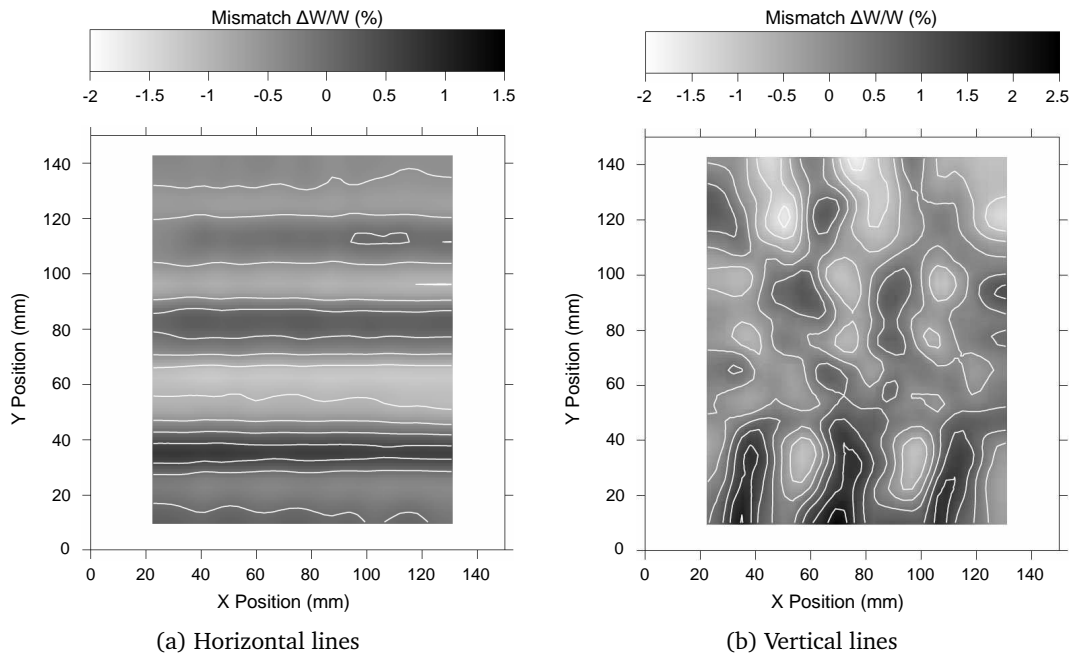 Mismatch ΔW/W (%)
-2 -1.5 -1 -0.5 0 0.5 1 1.5
140
120
100
80
60
40
20
0
Y Position (mm)
0 20 40 60 80 100 120 140
X Position (mm)
(a) Horizontal lines
Mismatch ΔW/W (%)
-2 -1.5 -1 -0.5 0 0.5 1 1.5 2 2.5
140
120
100
80
60
40
20
0
Y Position (mm)
0 20 40 60 80 100 120 140
X Position (mm)
(b) Vertical lines